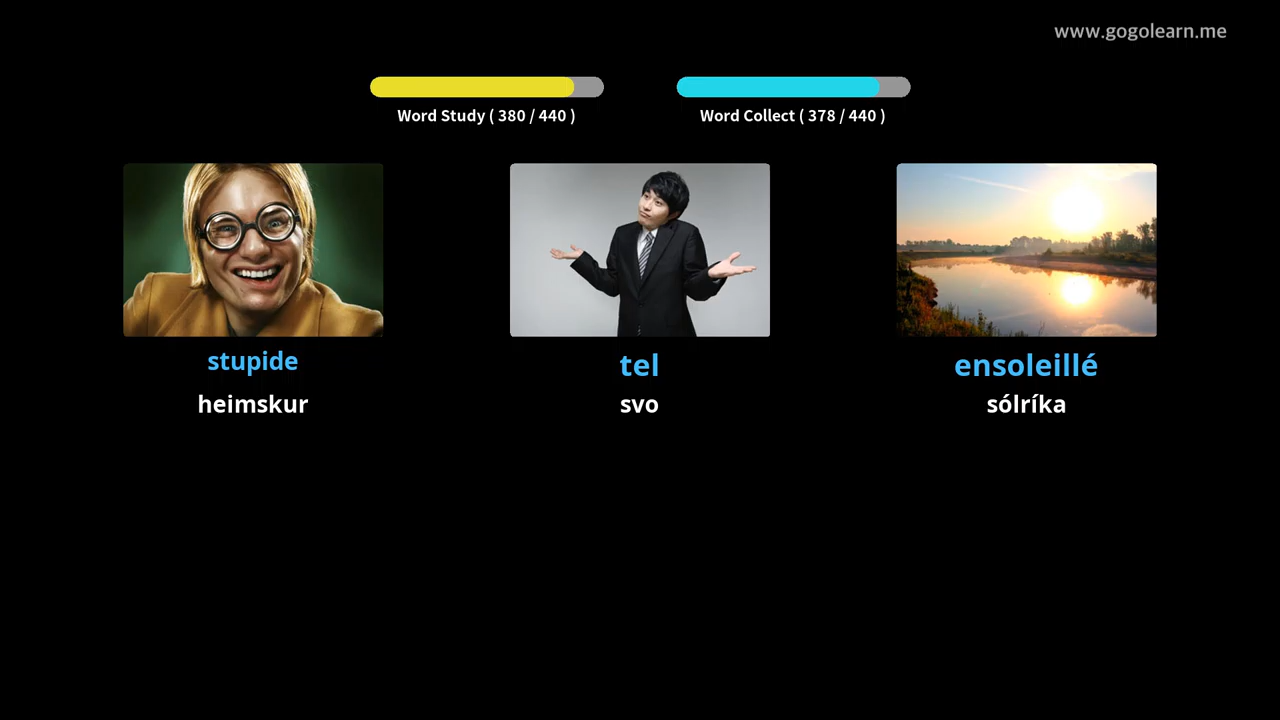 www.gogolearn.me
Word Study ( 380 / 440 )
Word Collect ( 378 / 440 )
stupide
tel
ensoleillé
heimskur
svo
sólríka